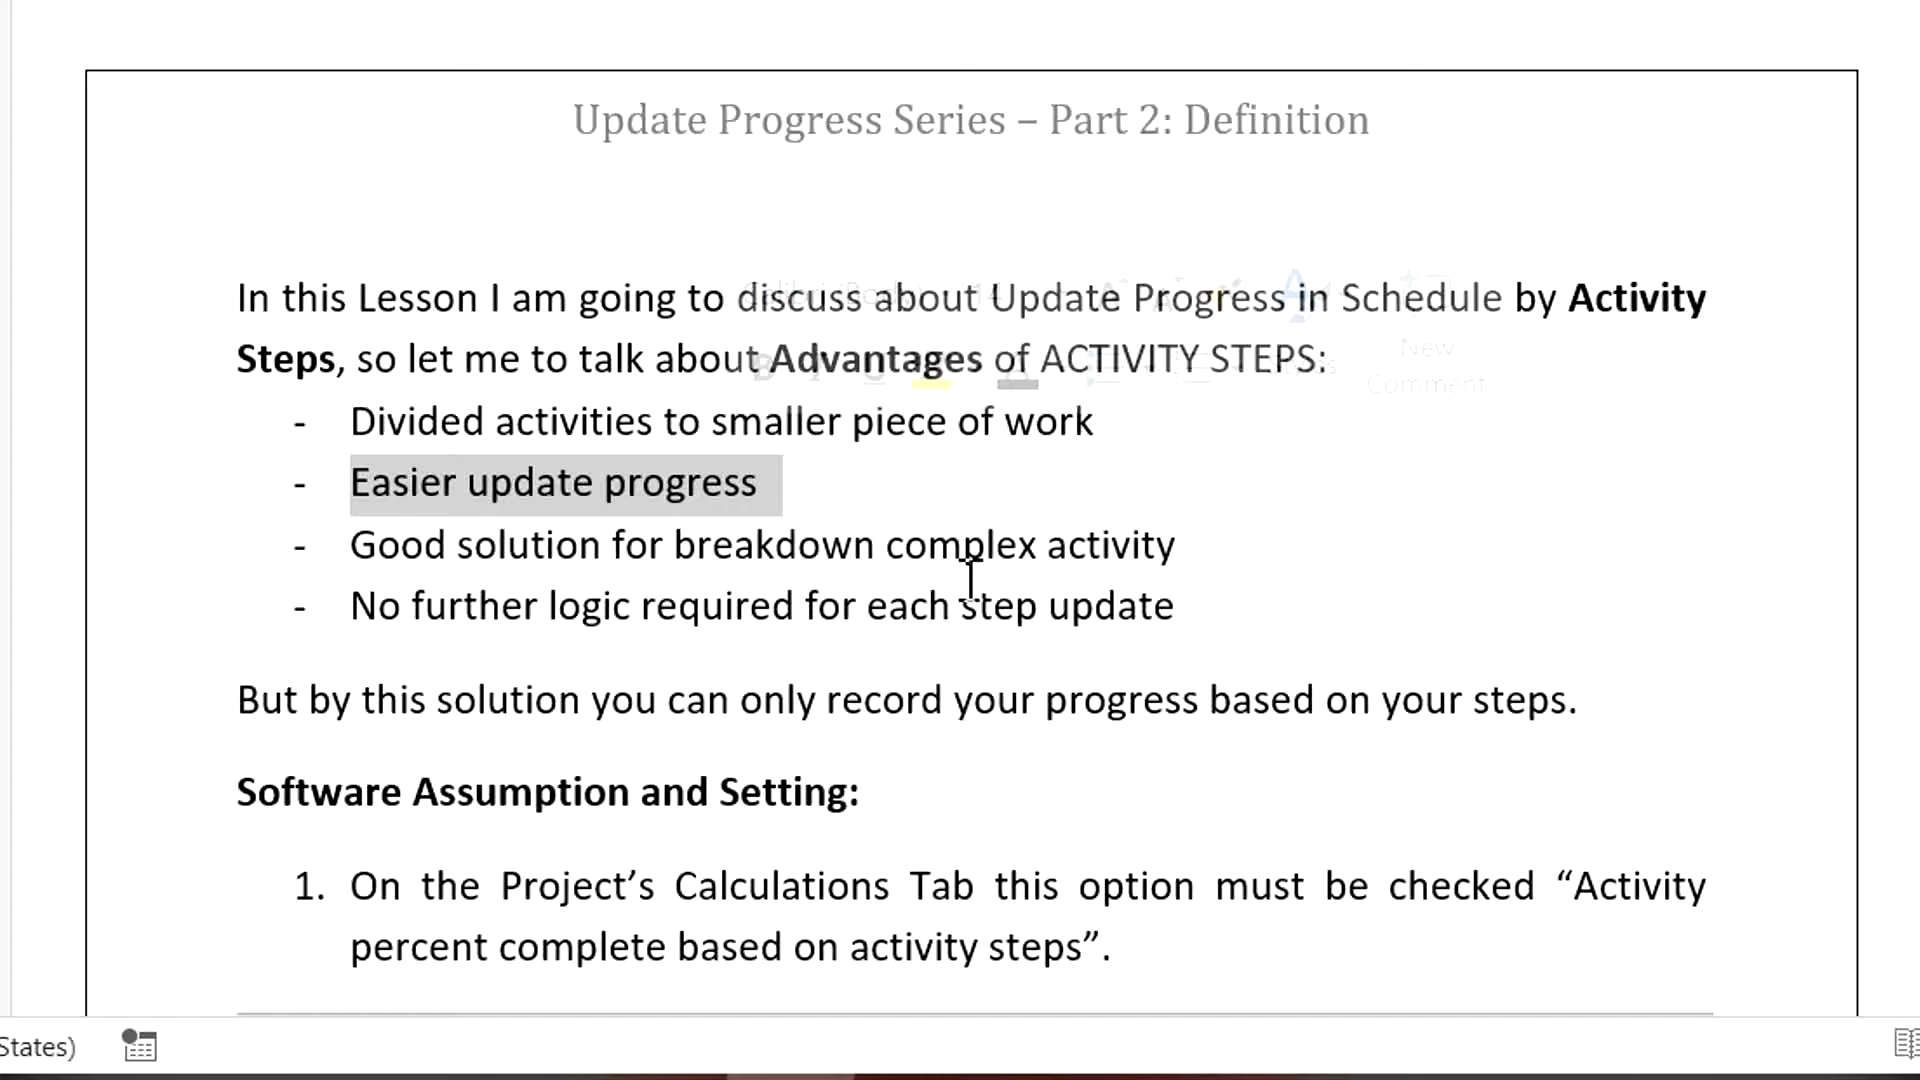 Update Progress Series – Part 2: Definition
In this Lesson I am going to discuss about Update Progress in Schedule by Activity
Steps, so let me to talk about Advantages of ACTIVITY STEPS:
- Divided activities to smaller piece of work
- Easier update progress
- Good solution for breakdown complex activity
- No further logic required for each step update
But by this solution you can only record your progress based on your steps.
Software Assumption and Setting:
1. On the Project’s Calculations Tab this option must be checked “Activity
percent complete based on activity steps”.
New
Comment
States)